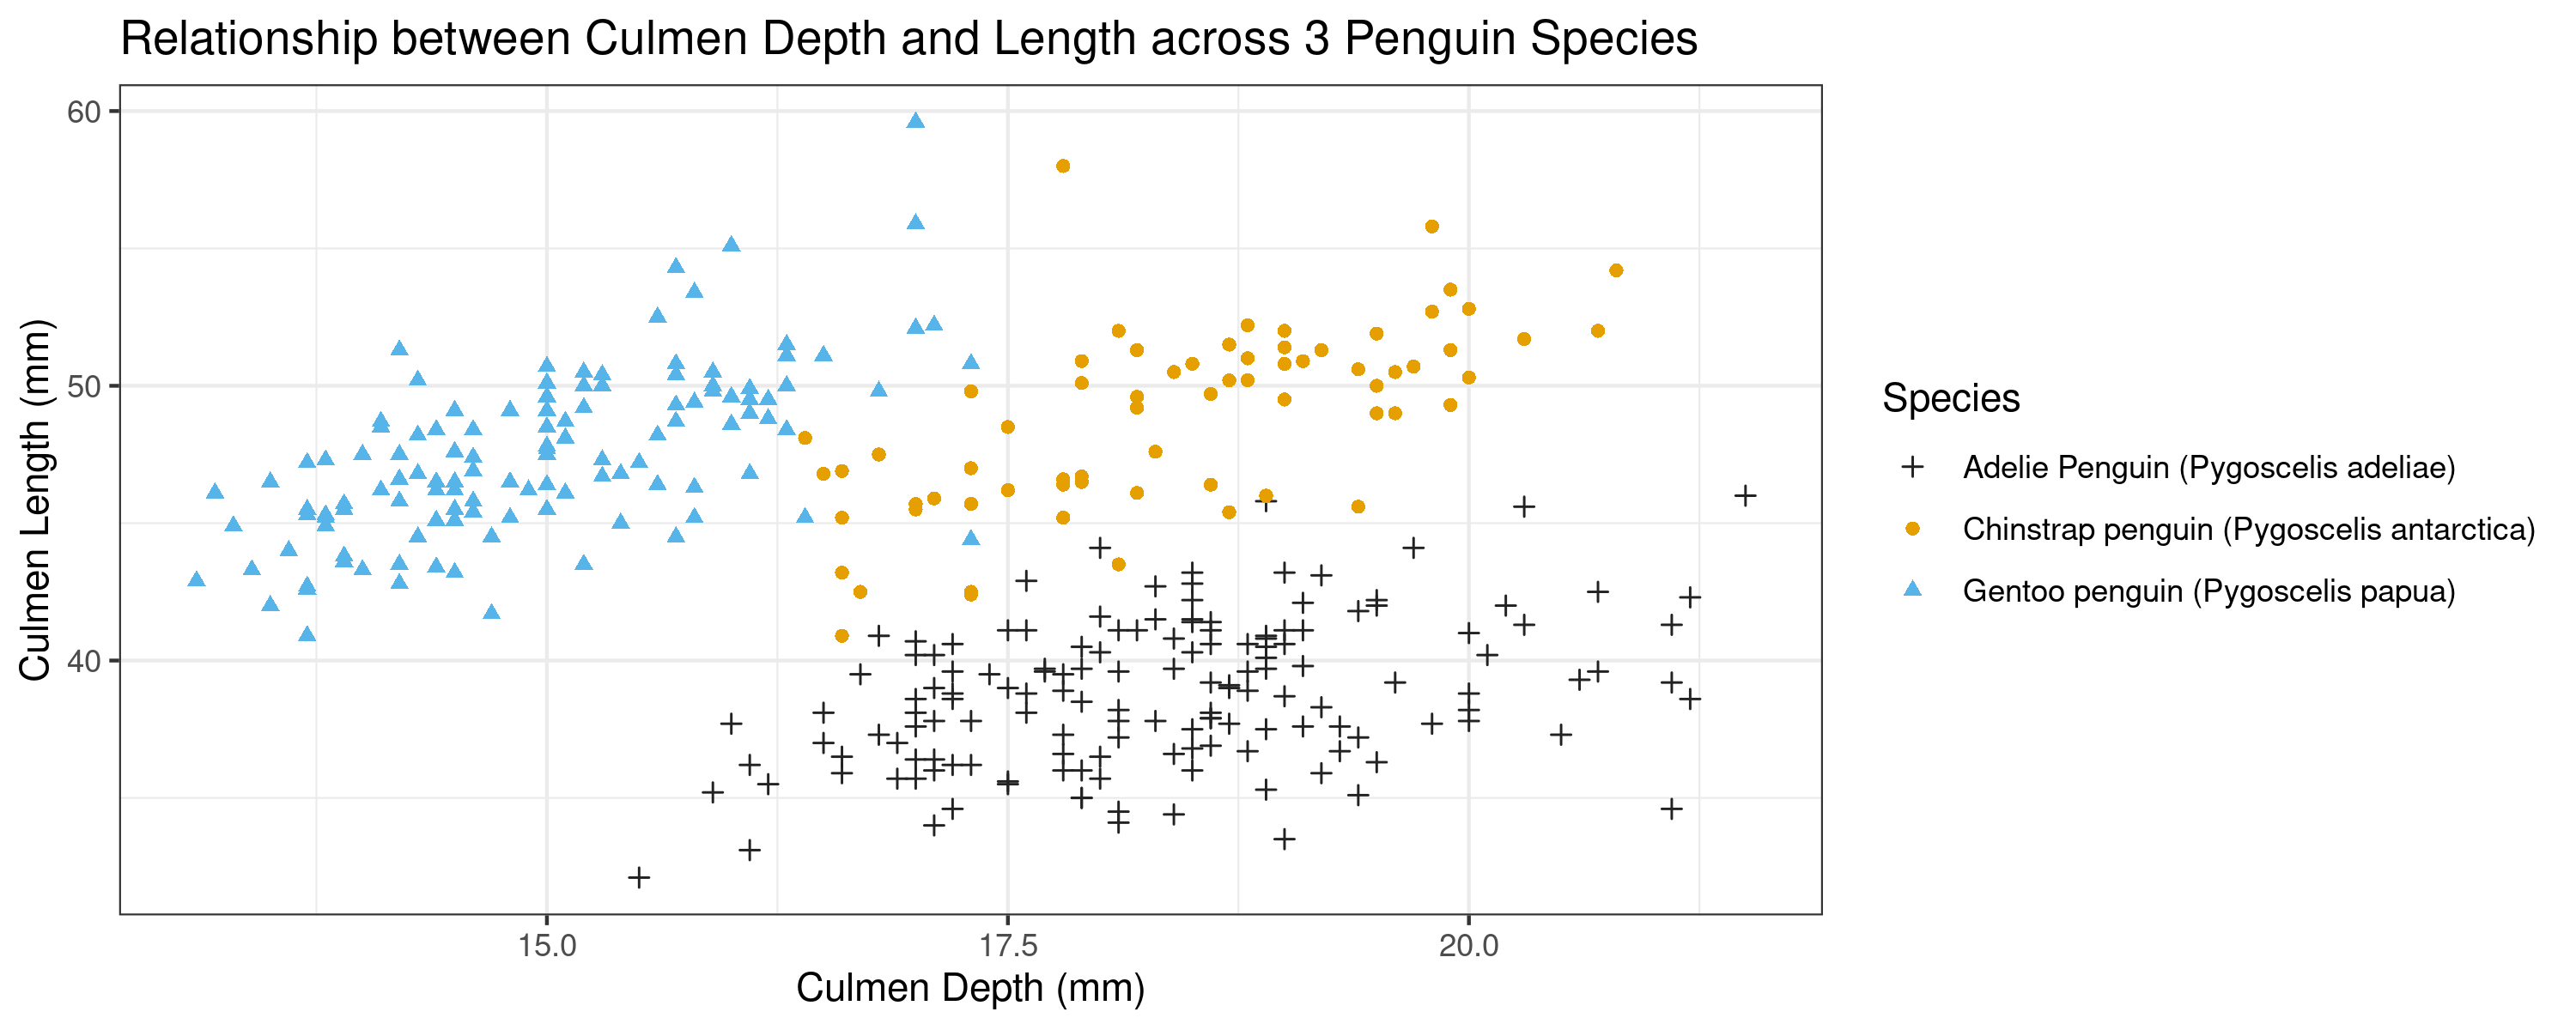 Relationship between Culmen Depth and Length across 3 Penguin Species
60
50
40
Culmen Length (mm)
15.0 17.5 20.0
Culmen Depth (mm)
Species
Adelie Penguin (Pygoscelis adeliae)
Chinstrap penguin (Pygoscelis antarctica)
Gentoo penguin (Pygoscelis papua)